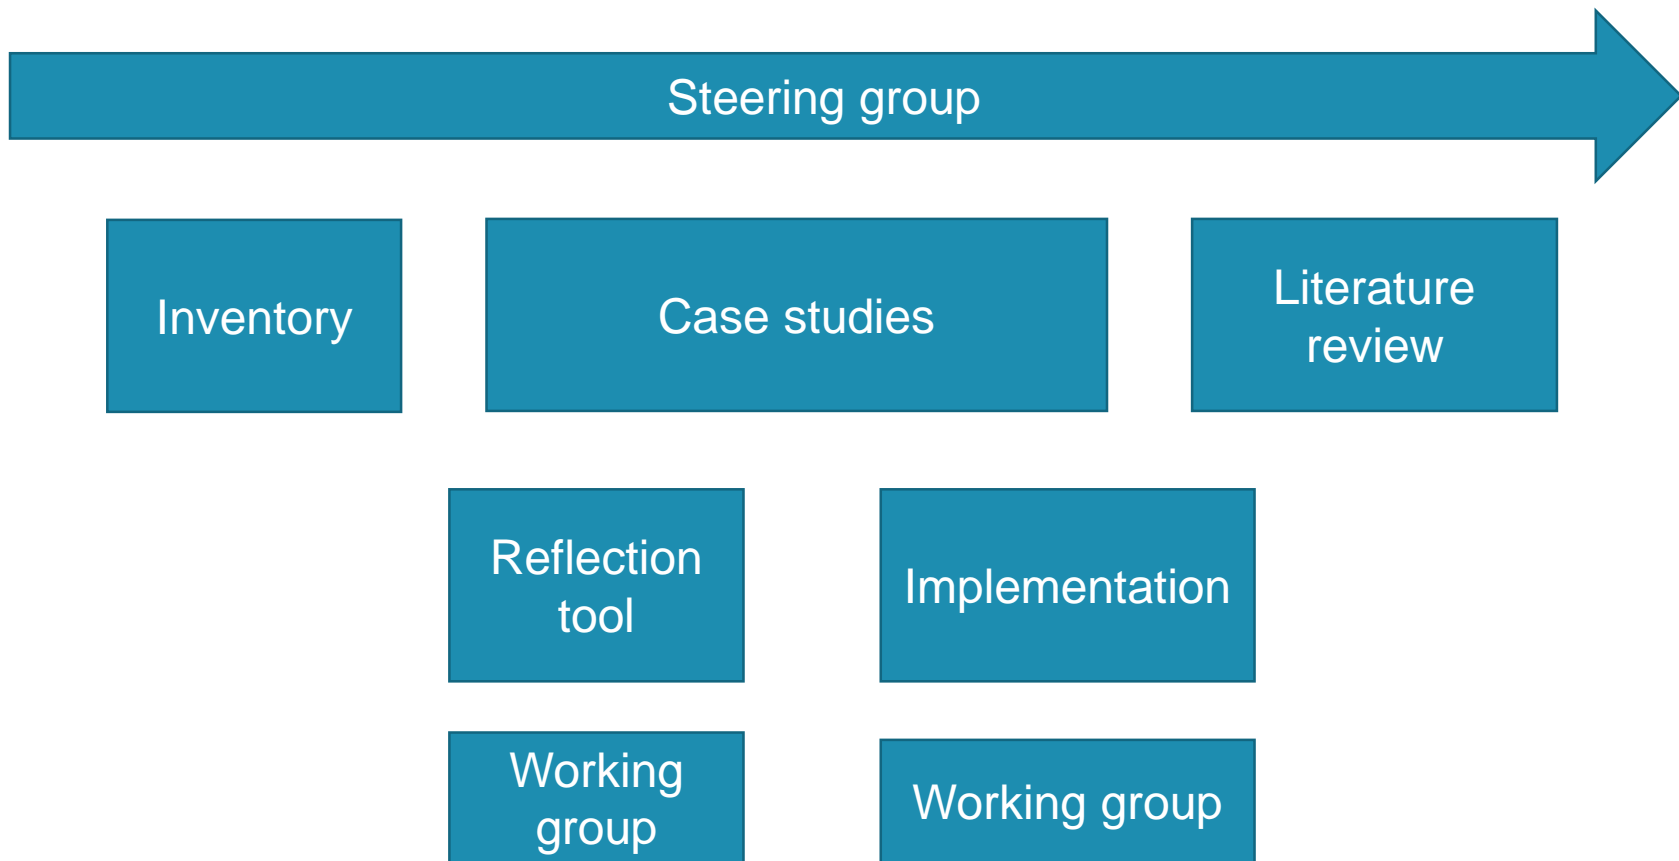 Steering group
Inventory
Case studies
Literature
review
Reflection
tool
Implementation
Working
group
Working group